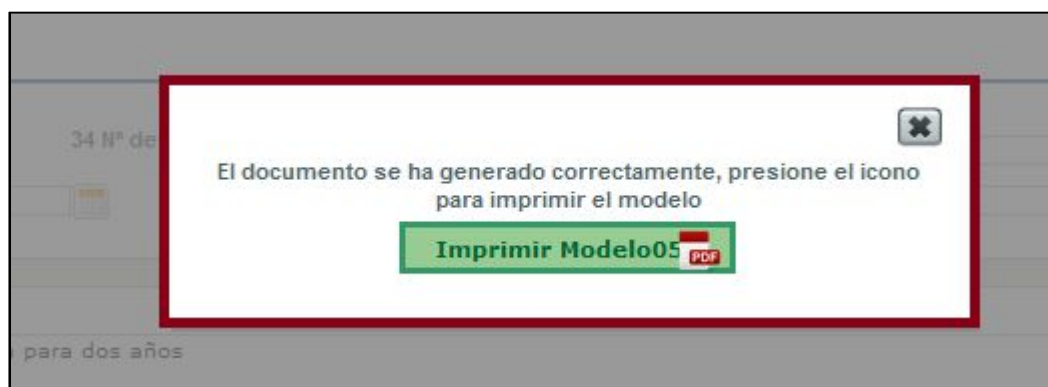 34 Nº de
El documento se ha generado correctamente, presione el icono
para imprimir el modelo
Imprimir Modelo05
PDF
para dos años